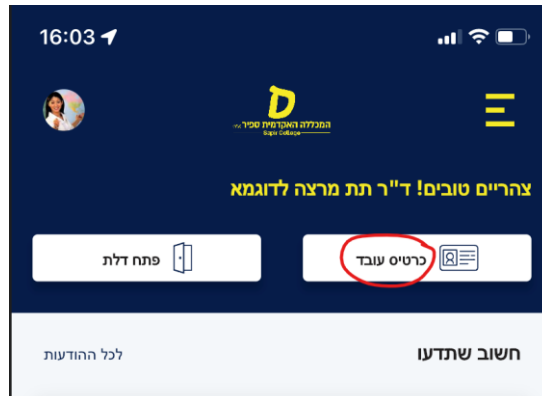 16:03
ס
המכללה האקדמית ספיר
Sapir College
צהריים טובים! ד"ר תת מרצה לדוגמא
כרטיס עובד
פתח דלת
חשוב שתדעו
לכל ההודעות